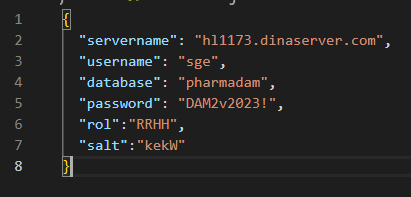 1 {
2 "servername": "hl1173.dinaserver.com",
3 "username": "sge",
4 "database": "pharmadam",
5 "password": "DAM2v2023!",
6 "rol":"RRHH",
7 "salt":"kekW"
8 }